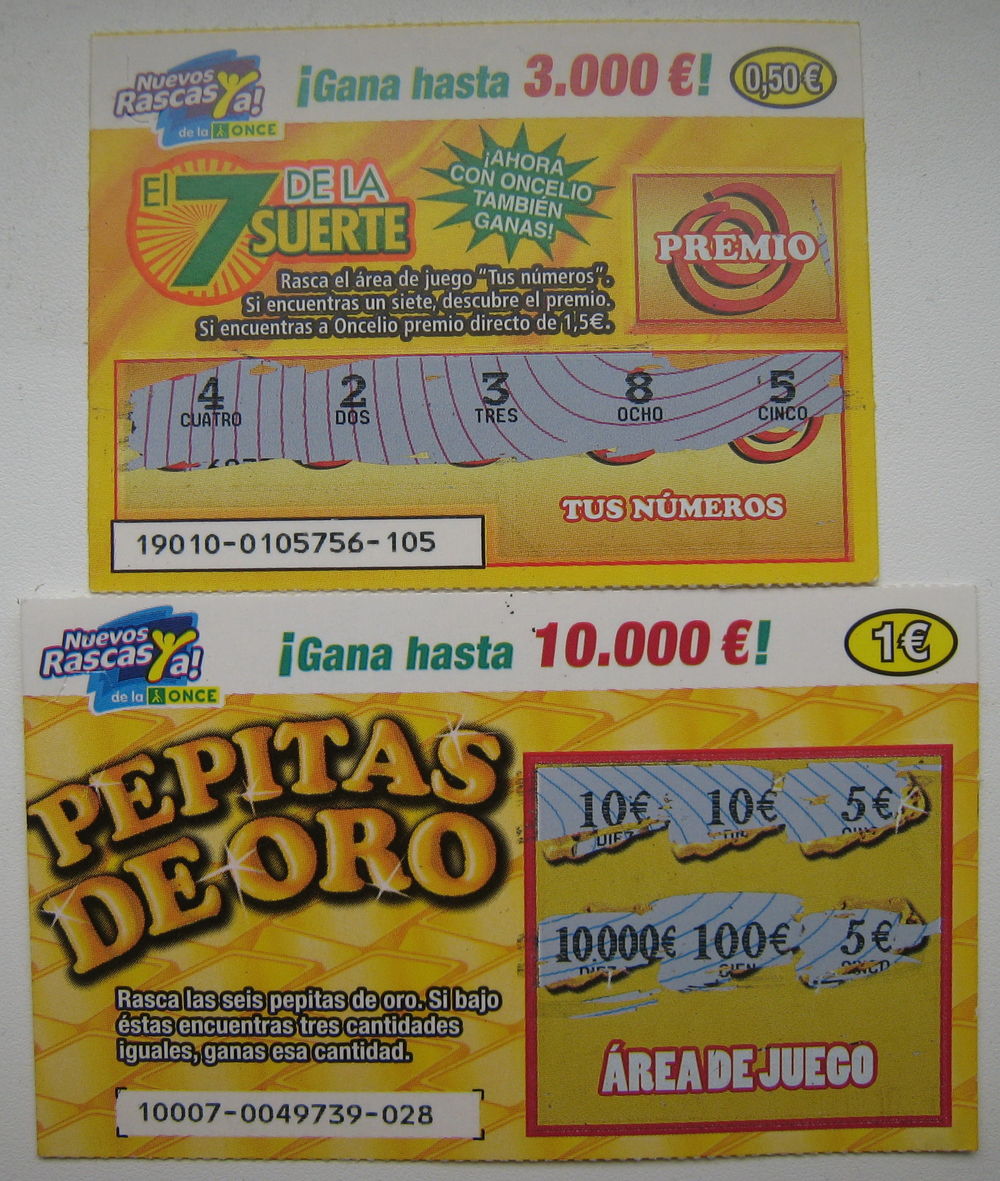 Nuevos
Rascas Ya!
de la ONCE
¡Gana hasta 3.000 €!
0,50€
El 7 DE LA
SUERTE
¡AHORA
CON ONCELIO
TAMBIÉN
GANAS!
PREMIO
Rasca el área de juego "Tus números".
Si encuentras un siete, descubre el premio.
Si encuentras a Oncelio premio directo de 1,5€.
4 2 3 8 5
CUATRO DOS TRES OCHO CINCO
TUS NÚMEROS
19010-0105756-105
Nuevos
Rascas Ya!
de la ONCE
¡Gana hasta 10.000 €!
1€
PEPITAS
DE ORO
10€ 10€ 5€
10.000€ 100€ 5€
Rasca las seis pepitas de oro. Si bajo
éstas encuentras tres cantidades
iguales, ganas esa cantidad.
ÁREA DE JUEGO
10007-0049739-028